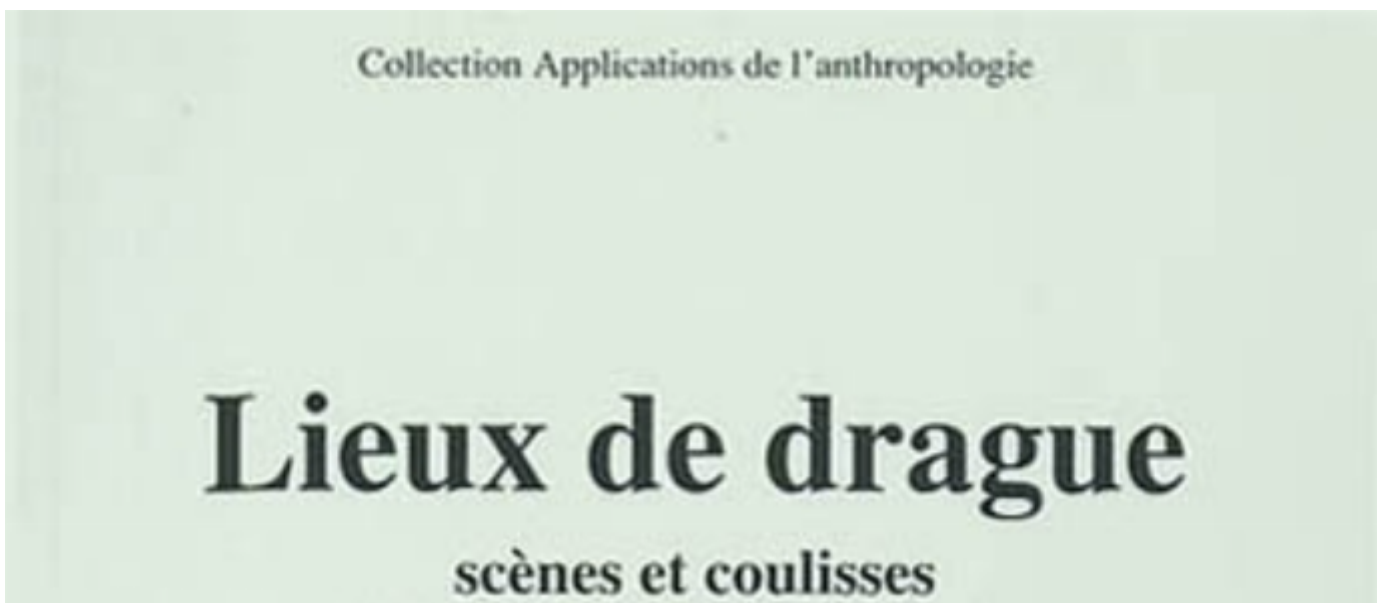 Collection Applications de l'anthropologie
Lieux de drague
scènes et coulisses